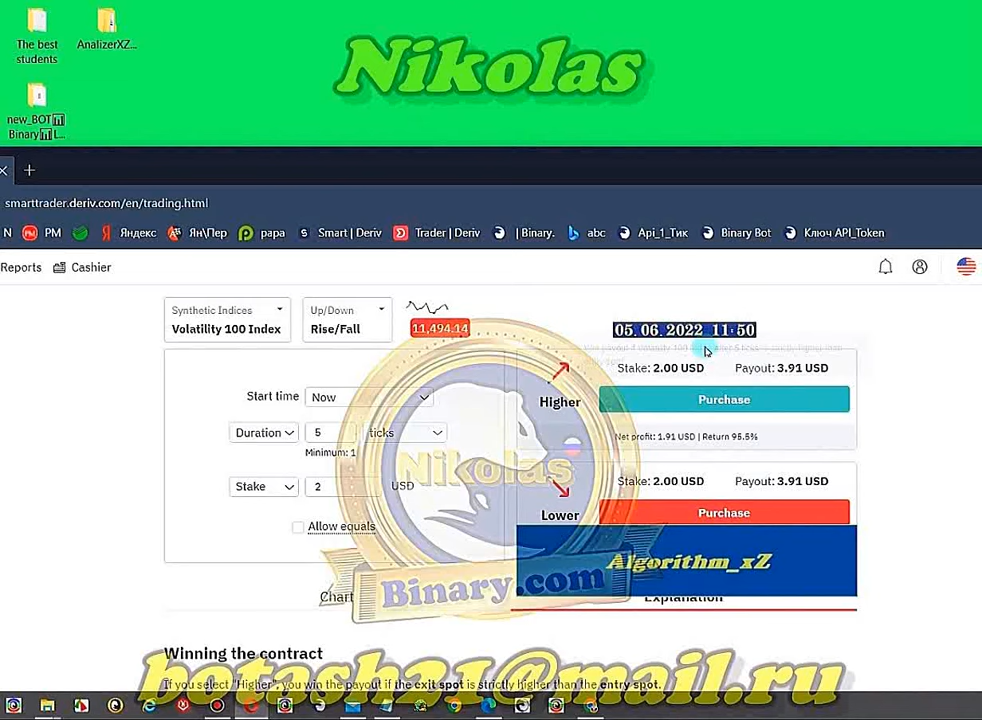 The best
students
AnalizerXZ...
Nikolas
new_BOT
Binary L...
smarttrader.deriv.com/en/trading.html
N PM PM Яндекс Ян\Пер papa Smart | Deriv Trader | Deriv | Binary. abc Api_1_Тик Binary Bot Ключ API_Token
Reports Cashier
Synthetic Indices
Volatility 100 Index
Up/Down
Rise/Fall
11,494.14
05.06.2022_11:50
Start time Now
Duration 5 ticks
Minimum: 1
Stake 2 USD
Allow equals
Stake: 2.00 USD Payout: 3.91 USD
Higher Purchase
Net profit: 1.91 USD | Return 95.5%
Stake: 2.00 USD Payout: 3.91 USD
Lower Purchase
Nikolas
Binary.com
Algorithm_xZ
Chart Explanation
Winning the contract
botash21@mail.ru
If you select "Higher", you win the payout if the exit spot is strictly higher than the entry spot.